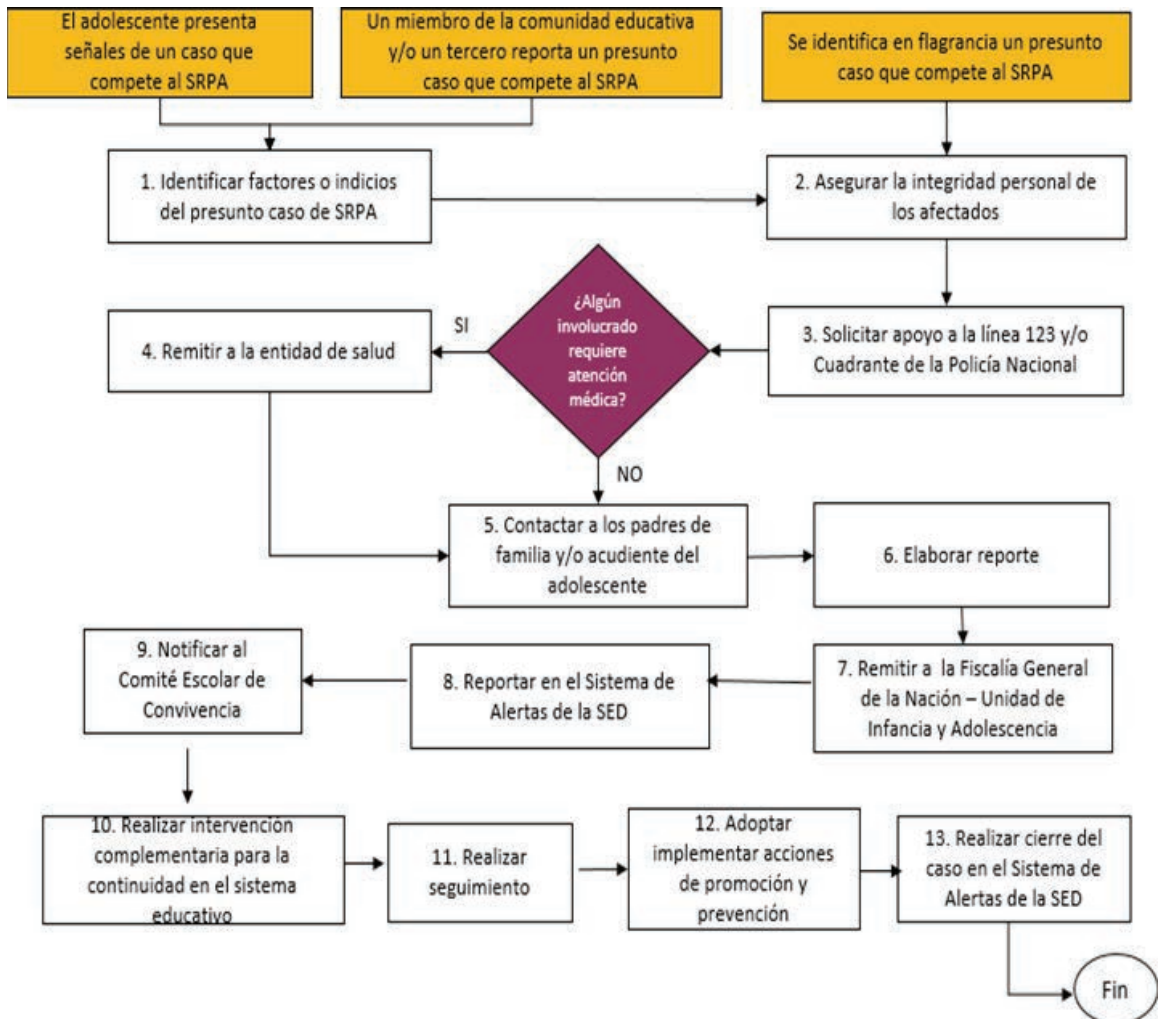 El adolescente presenta
señales de un caso que
compete al SRPA
Un miembro de la comunidad educativa
y/o un tercero reporta un presunto
caso que compete al SRPA
Se identifica en flagrancia un presunto
caso que compete al SRPA
1. Identificar factores o indicios
del presunto caso de SRPA
2. Asegurar la integridad personal de
los afectados
¿Algún
involucrado
requiere
atención
médica?
SI
4. Remitir a la entidad de salud
3. Solicitar apoyo a la línea 123 y/o
Cuadrante de la Policía Nacional
NO
5. Contactar a los padres de
familia y/o acudiente del
adolescente
6. Elaborar reporte
9. Notificar al
Comité Escolar de
Convivencia
8. Reportar en el Sistema de
Alertas de la SED
7. Remitir a la Fiscalía General
de la Nación – Unidad de
Infancia y Adolescencia
10. Realizar intervención
complementaria para la
continuidad en el sistema
educativo
11. Realizar
seguimiento
12. Adoptar
implementar acciones
de promoción y
prevención
13. Realizar cierre del
caso en el Sistema de
Alertas de la SED
Fin